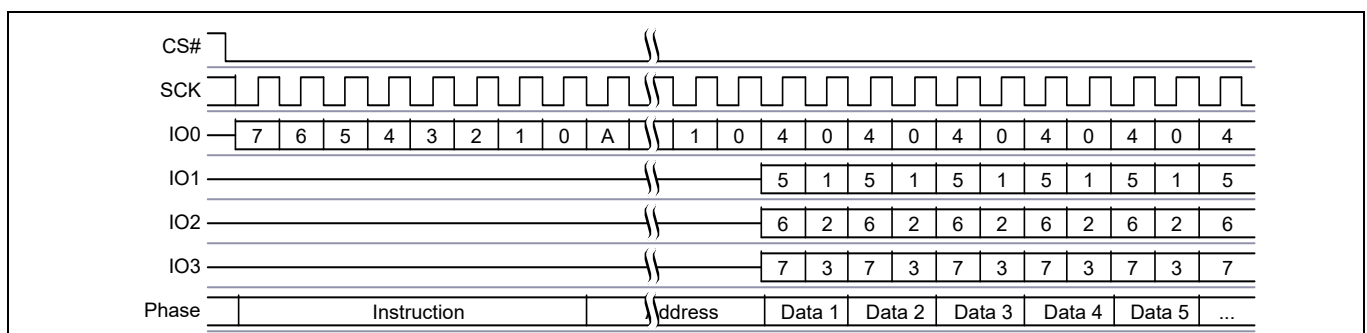 CS#
SCK
IO0 7 6 5 4 3 2 1 0 A 1 0 4 0 4 0 4 0 4 0 4 0 4
IO1 5 1 5 1 5 1 5 1 5 1 5
IO2 6 2 6 2 6 2 6 2 6 2 6
IO3 7 3 7 3 7 3 7 3 7 3 7
Phase Instruction Address Data 1 Data 2 Data 3 Data 4 Data 5 ...